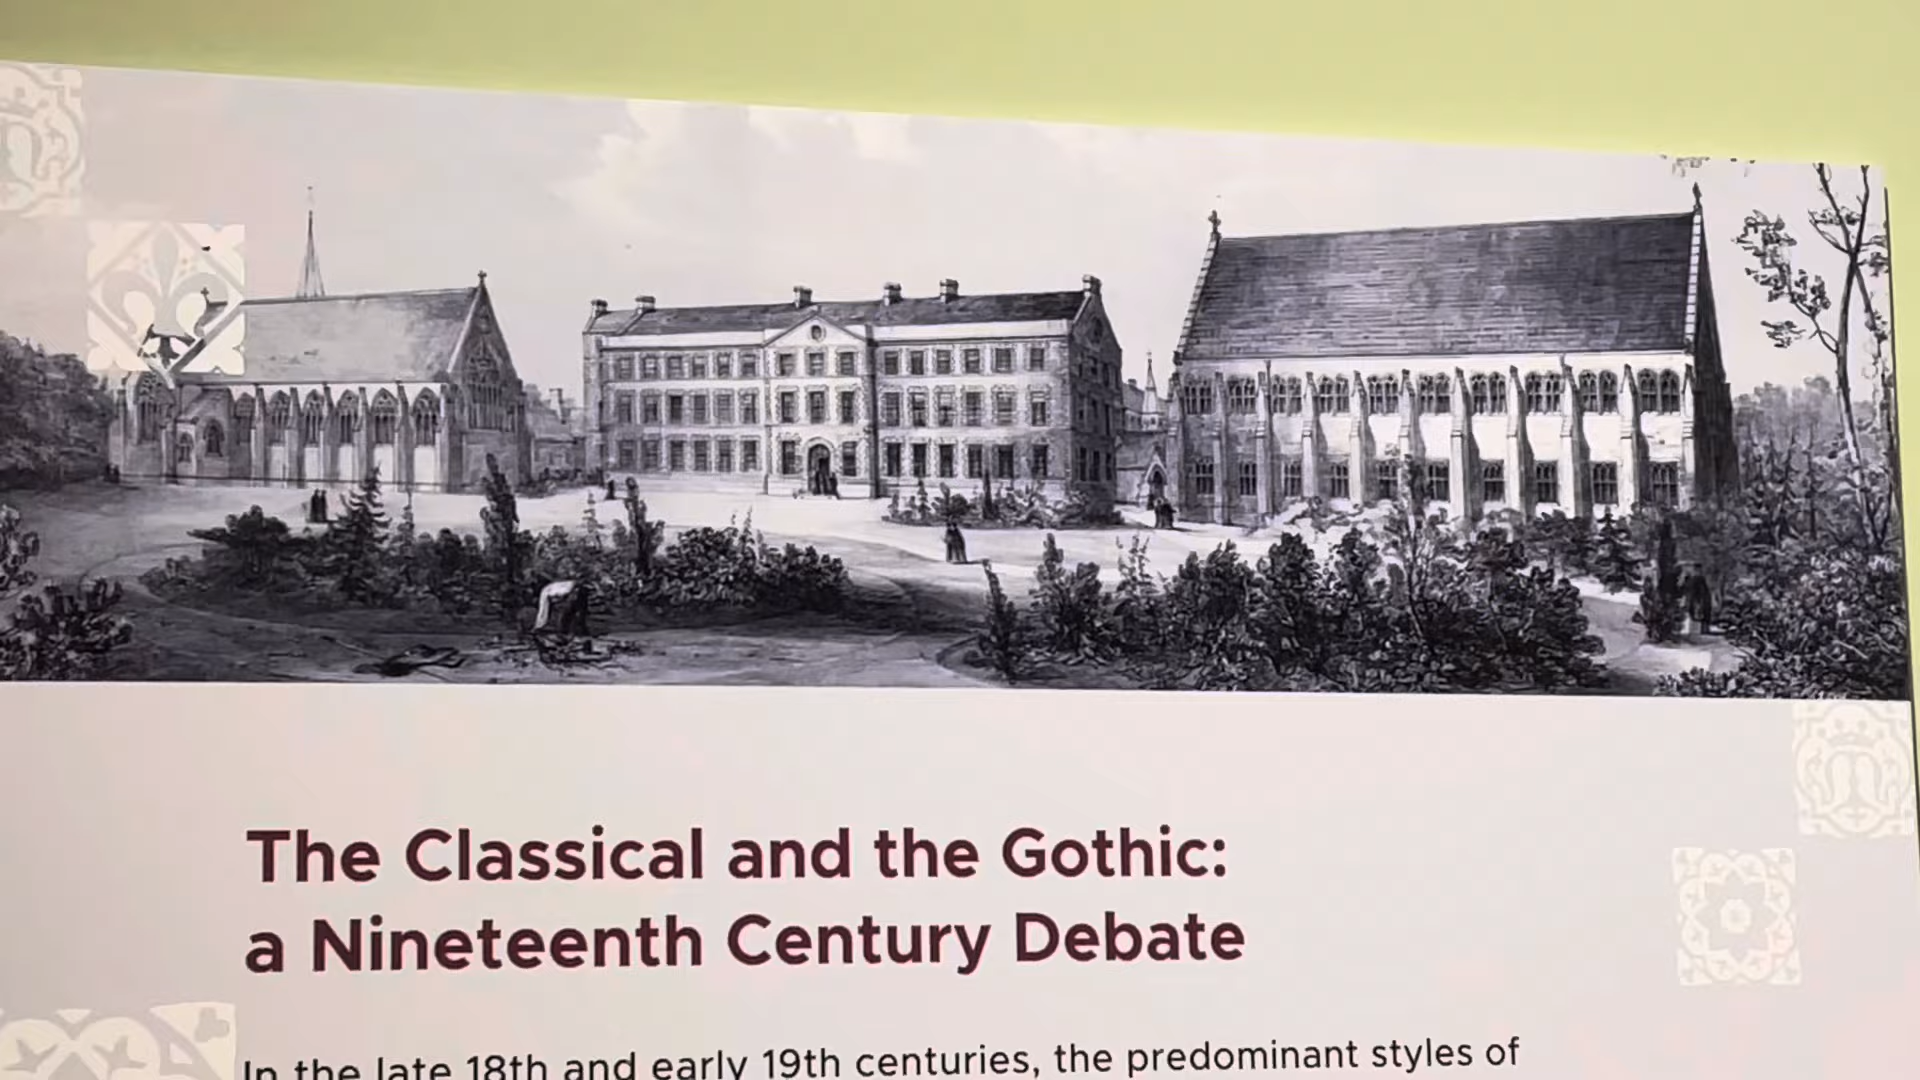 The Classical and the Gothic:
a Nineteenth Century Debate
In the late 18th and early 19th centuries, the predominant styles of